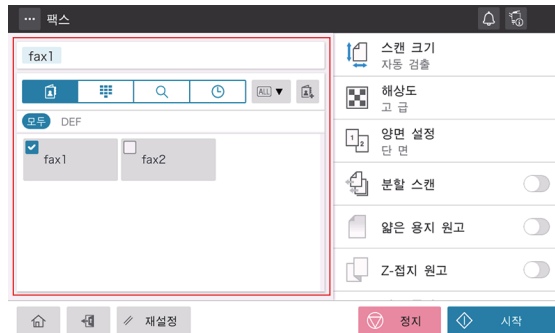 팩스
fax1
ALL
모두 DEF
fax1
fax2
스캔 크기
자동 검출
해상도
고 급
양면 설정
단 면
분할 스캔
얇은 용지 원고
Z-접지 원고
재설정
정지
시작